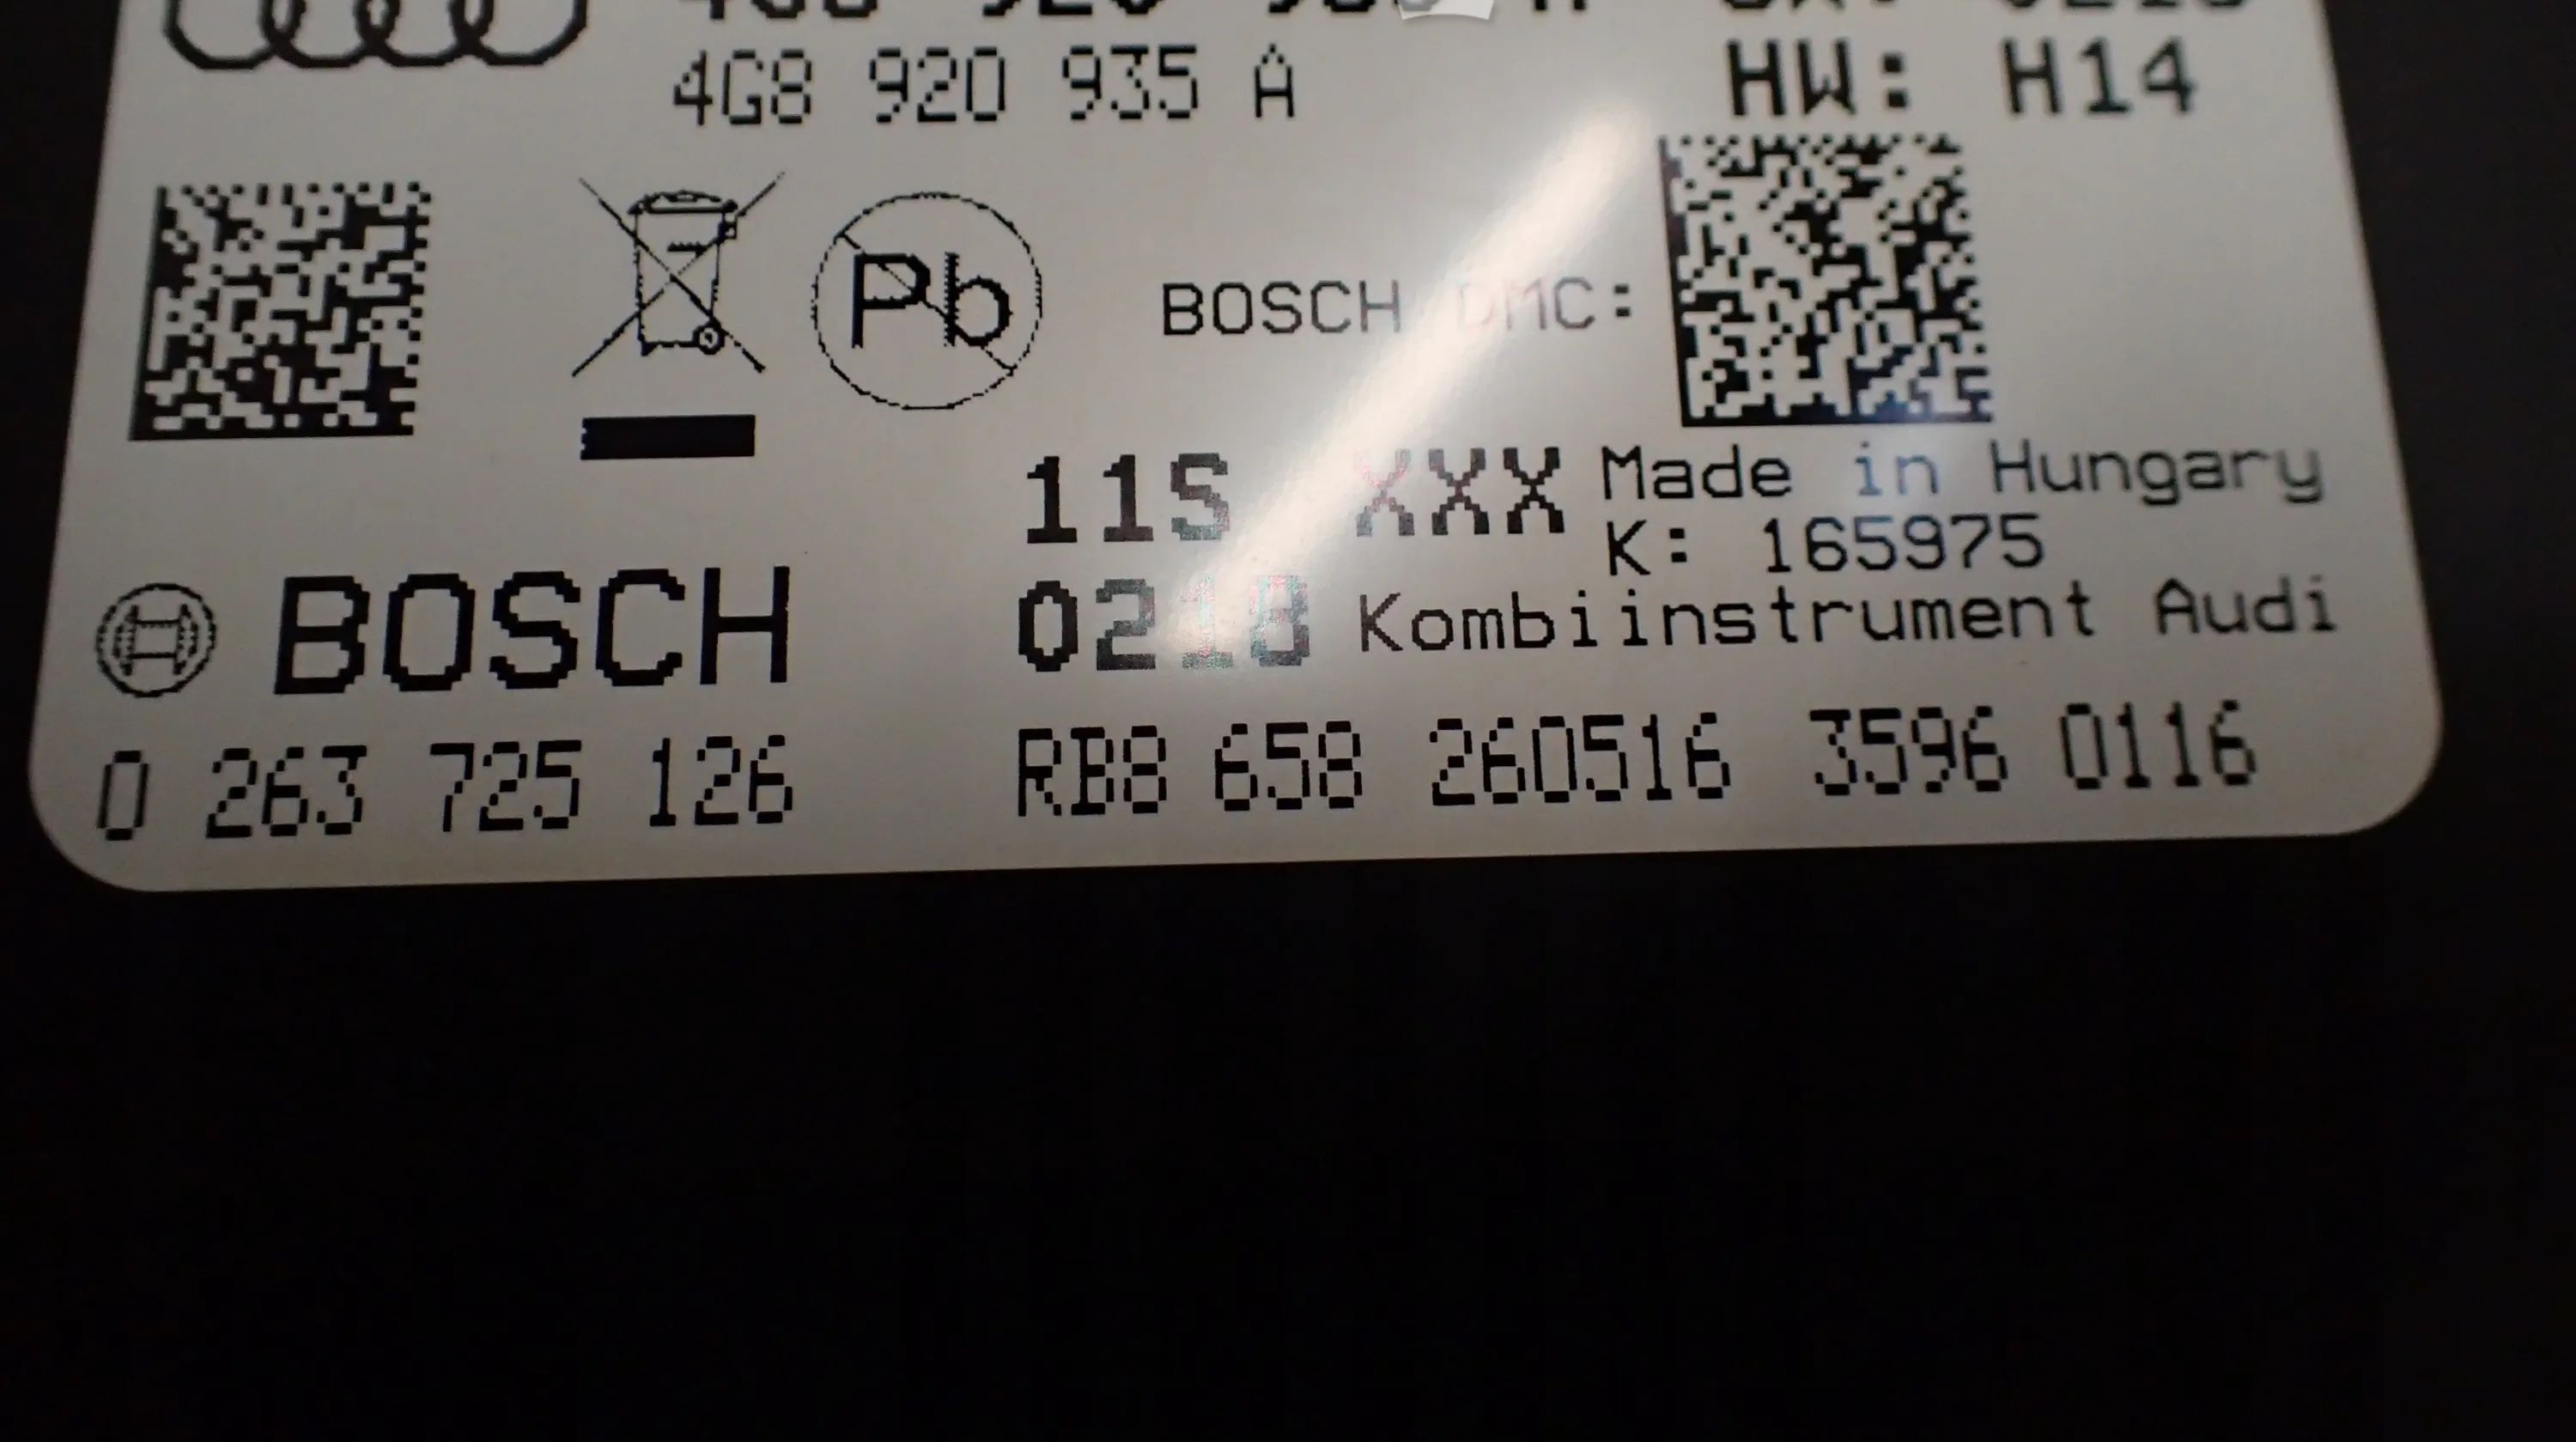 4G8 920 935 A
HW: H14
Pb
BOSCH DMC:
11S XXX
Made in Hungary
K: 165975
BOSCH
0218
Kombiinstrument Audi
0 263 725 126
RB8 658 260516 3596 0116